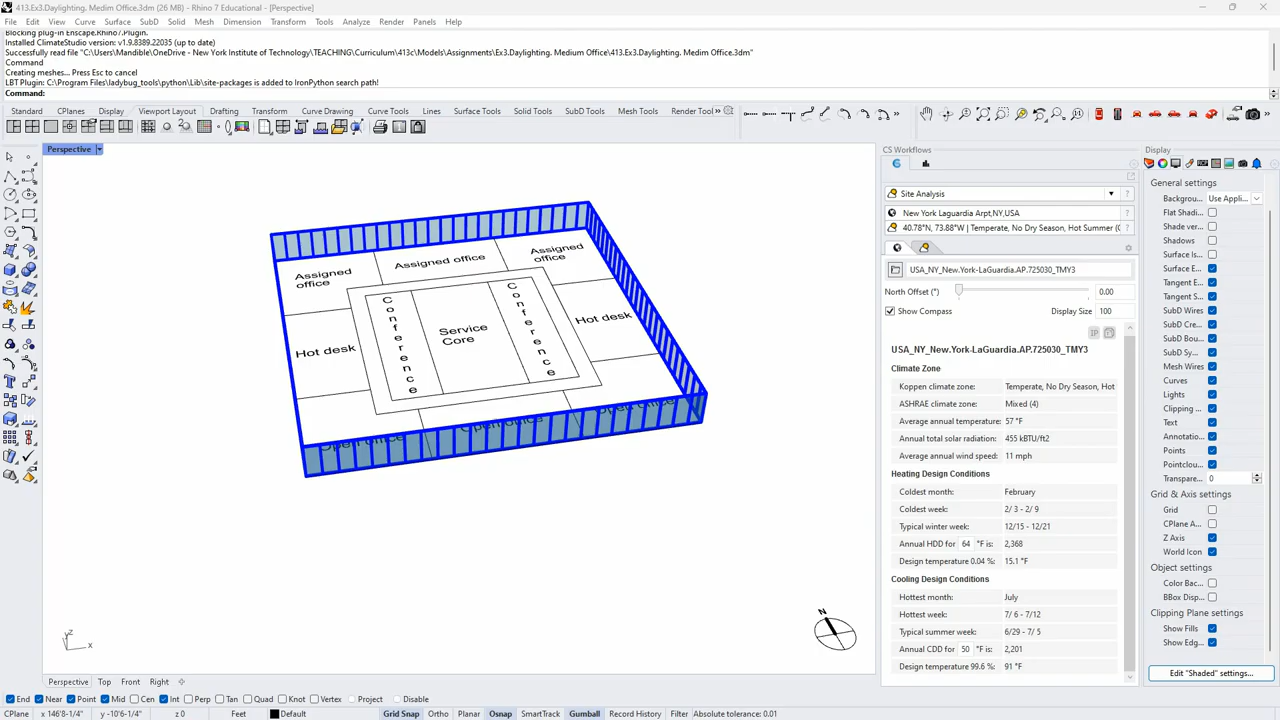 413.Ex3.Daylighting. Medim Office.3dm (26 MB) - Rhino 7 Educational - [Perspective]
File Edit View Curve Surface SubD Solid Mesh Dimension Transform Tools Analyze Render Panels Help
Blocking plug-in Enscape.Rhino7.Plugin.
Installed ClimateStudio version: v1.9.8389.22035 (up to date)
Successfully read file "C:\Users\Mandible\OneDrive - New York Institute of Technology\TEACHING\Curriculum\413c\Models\Assignments\Ex3.Daylighting. Medium Office\413.Ex3.Daylighting. Medim Office.3dm"
Command
Creating meshes... Press Esc to cancel
LBT Plugin: C:\Program Files\ladybug_tools\python\Lib\site-packages is added to IronPython search path!
Command:
Standard CPlanes Display Viewport Layout Drafting Transform Curve Drawing Curve Tools Lines Surface Tools Solid Tools SubD Tools Mesh Tools Render Tool»
Perspective
Assigned office
Assigned office
Assigned office
Hot desk
Conference
Service Core
Conference
Hot desk
Open office
Open office
Open office
N
z
y
x
CS Workflows
Site Analysis
?
New York Laguardia Arpt,NY,USA
?
40.78°N, 73.88°W | Temperate, No Dry Season, Hot Summer (C
?
USA_NY_New.York-LaGuardia.AP.725030_TMY3
North Offset (°) 0.00
Show Compass Display Size 100
IP
USA_NY_New.York-LaGuardia.AP.725030_TMY3
Climate Zone
Koppen climate zone: Temperate, No Dry Season, Hot
ASHRAE climate zone: Mixed (4)
Average annual temperature: 57 °F
Annual total solar radiation: 455 kBTU/ft2
Average annual wind speed: 11 mph
Heating Design Conditions
Coldest month: February
Coldest week: 2/ 3 - 2/ 9
Typical winter week: 12/15 - 12/21
Annual HDD for 64 °F is: 2,368
Design temperature 0.04 %: 15.1 °F
Cooling Design Conditions
Hottest month: July
Hottest week: 7/ 6 - 7/12
Typical summer week: 6/29 - 7/ 5
Annual CDD for 50 °F is: 2,201
Design temperature 99.6 %: 91 °F
Display
General settings
Backgrou... Use Appli...
Flat Shadi...
Shade ver...
Shadows
Surface Is...
Surface E...
Tangent E...
Tangent S...
SubD Wires
SubD Cre...
SubD Bou...
SubD Sy...
Mesh Wires
Curves
Lights
Clipping ...
Text
Annotatio...
Points
Pointclou...
Transpare... 0
Grid & Axis settings
Grid
CPlane A...
Z Axis
World Icon
Object settings
Color Bac...
BBox Disp...
Clipping Plane settings
Show Fills
Show Edg...
Edit "Shaded" settings...
Perspective Top Front Right
End Near Point Mid Cen Int Perp Tan Quad Knot Vertex Project Disable
CPlane x 146'8-1/4" y -10'6-1/4" z 0 Feet Default Grid Snap Ortho Planar Osnap SmartTrack Gumball Record History Filter Absolute tolerance: 0.01